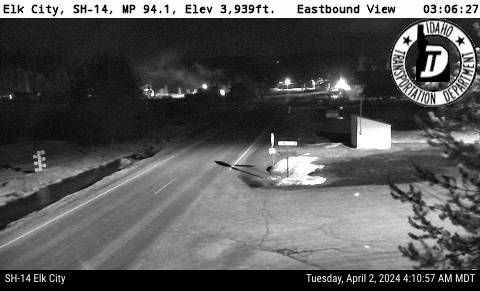 Elk City, SH-14, MP 94.1, Elev 3,939ft. Eastbound View 03:06:27
IDAHO
TRANSPORTATION DEPARTMENT
SH-14 Elk City Tuesday, April 2, 2024 4:10:57 AM MDT